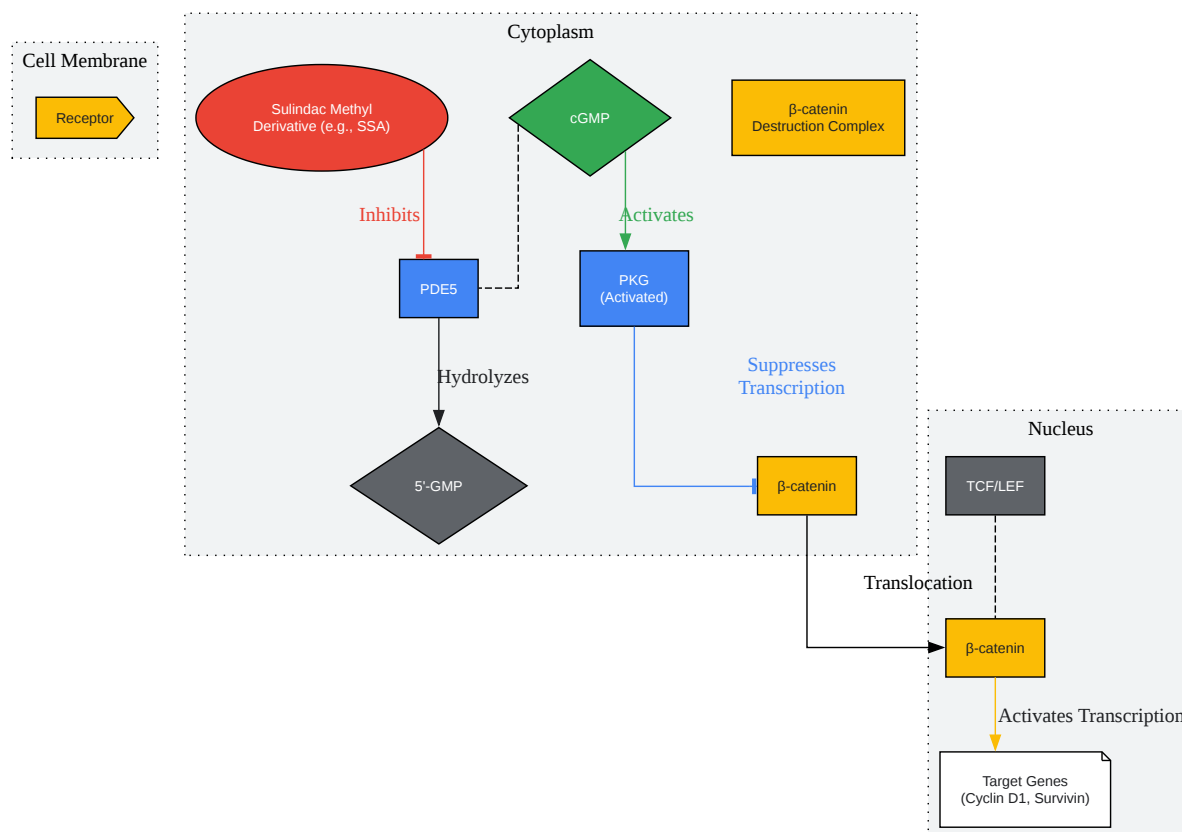 Cytoplasm
Cell Membrane
Receptor
Sulindac Methyl
Derivative (e.g., SSA)
cGMP
β-catenin
Destruction Complex
Inhibits
Activates
PDE5
PKG
(Activated)
Hydrolyzes
Suppresses
Transcription
Nucleus
5'-GMP
β-catenin
TCF/LEF
Translocation
β-catenin
Activates Transcription
Target Genes
(Cyclin D1, Survivin)